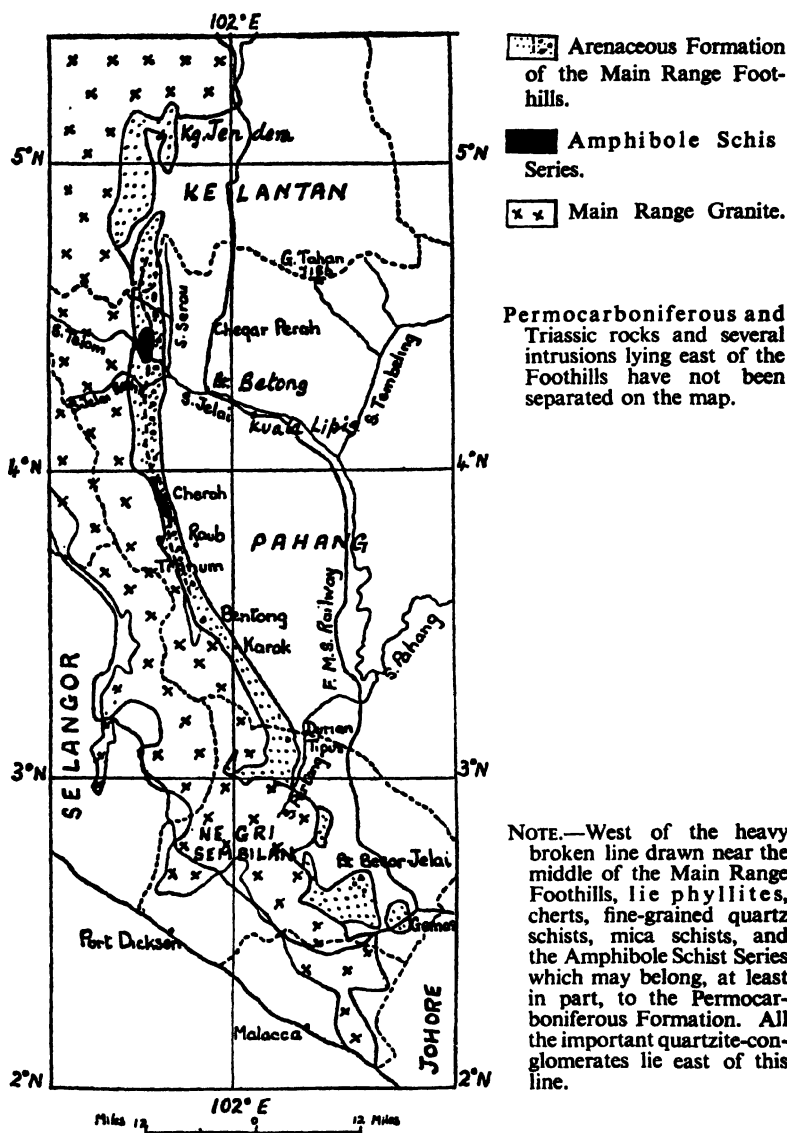 102° E
5°N
5°N
Kg. Jendera
KELANTAN
G. Tahan
7186
S. Serau
Chegar Perah
S. Telom
S. Jelai
Bt. Betong
S. Jelai
Kuala Lipis
S. Tembeling
4°N
4°N
Cheroh
Raub
PAHANG
Tranum
Bentong
Karak
F. M. S. Railway
S. Pahang
SELANGOR
Durian
Tipus
3°N
3°N
S. Pertang
NEGRI
SEMBILAN
Bt. Besar Jelai
Gemas
Port Dickson
Malacca
JOHORE
2°N
2°N
102° E
Miles 12 0 12 Miles
Arenaceous Formation
of the Main Range Foot-
hills.
Amphibole Schis
Series.
Main Range Granite.
Permocarboniferous and
Triassic rocks and several
intrusions lying east of the
Foothills have not been
separated on the map.
NOTE.—West of the heavy
broken line drawn near the
middle of the Main Range
Foothills, lie phyllites,
cherts, fine-grained quartz
schists, mica schists, and
the Amphibole Schist Series
which may belong, at least
in part, to the Permocar-
boniferous Formation. All
the important quartzite-con-
glomerates lie east of this
line.